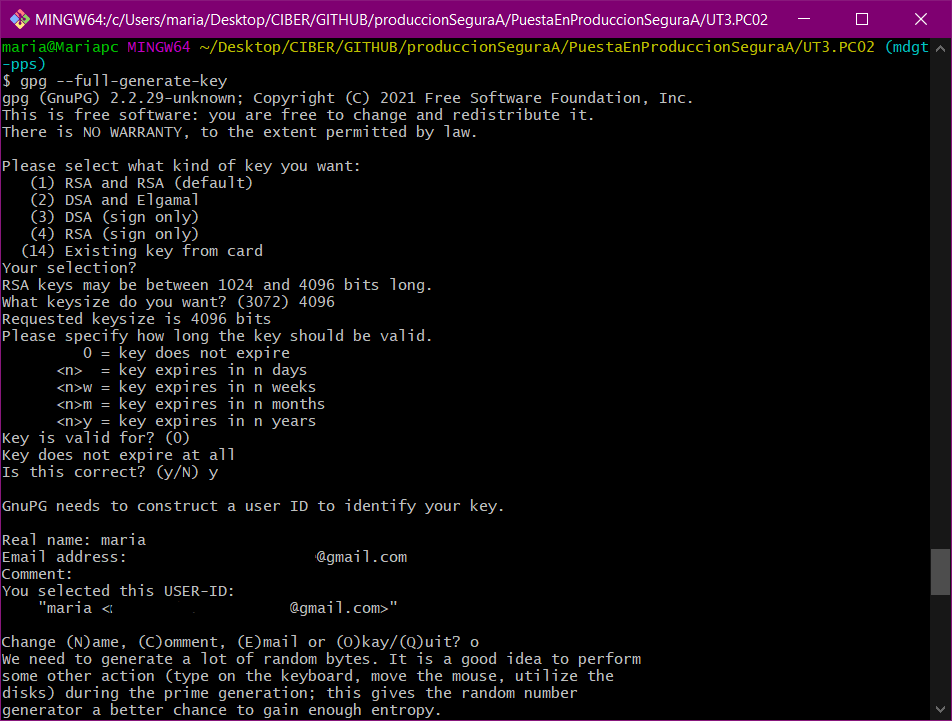 MINGW64:/c/Users/maria/Desktop/CIBER/GITHUB/produccionSeguraA/PuestaEnProduccionSeguraA/UT3.PC02
maria@Mariapc MINGW64 ~/Desktop/CIBER/GITHUB/produccionSeguraA/PuestaEnProduccionSeguraA/UT3.PC02 (mdgt
-pps)
$ gpg --full-generate-key
gpg (GnuPG) 2.2.29-unknown; Copyright (C) 2021 Free Software Foundation, Inc.
This is free software: you are free to change and redistribute it.
There is NO WARRANTY, to the extent permitted by law.

Please select what kind of key you want:
   (1) RSA and RSA (default)
   (2) DSA and Elgamal
   (3) DSA (sign only)
   (4) RSA (sign only)
  (14) Existing key from card
Your selection?
RSA keys may be between 1024 and 4096 bits long.
What keysize do you want? (3072) 4096
Requested keysize is 4096 bits
Please specify how long the key should be valid.
         0 = key does not expire
      <n>  = key expires in n days
      <n>w = key expires in n weeks
      <n>m = key expires in n months
      <n>y = key expires in n years
Key is valid for? (0)
Key does not expire at all
Is this correct? (y/N) y

GnuPG needs to construct a user ID to identify your key.

Real name: maria
Email address: @gmail.com
Comment:
You selected this USER-ID:
    "maria < @gmail.com>"

Change (N)ame, (C)omment, (E)mail or (O)kay/(Q)uit? o
We need to generate a lot of random bytes. It is a good idea to perform
some other action (type on the keyboard, move the mouse, utilize the
disks) during the prime generation; this gives the random number
generator a better chance to gain enough entropy.